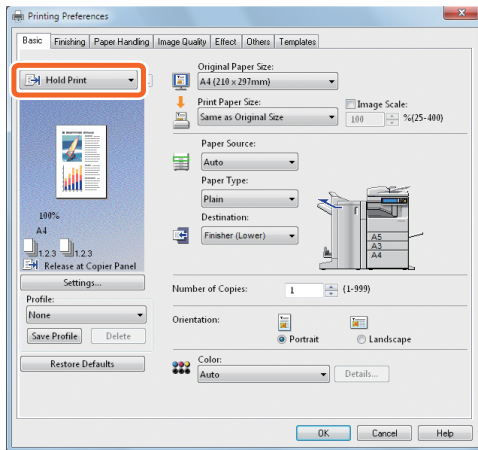 Printing Preferences
Basic Finishing Paper Handling Image Quality Effect Others Templates
Hold Print
100%
A4
1.2.3 1.2.3
Release at Copier Panel
Settings...
Profile:
None
Save Profile Delete
Restore Defaults
Original Paper Size:
A4 (210 x 297mm)
Print Paper Size:
Same as Original Size
Image Scale:
100 %(25-400)
Paper Source:
Auto
Paper Type:
Plain
Destination:
Finisher (Lower)
A5
A3
A4
Number of Copies: 1 (1-999)
Orientation:
Portrait Landscape
Color:
Auto Details...
OK Cancel Help